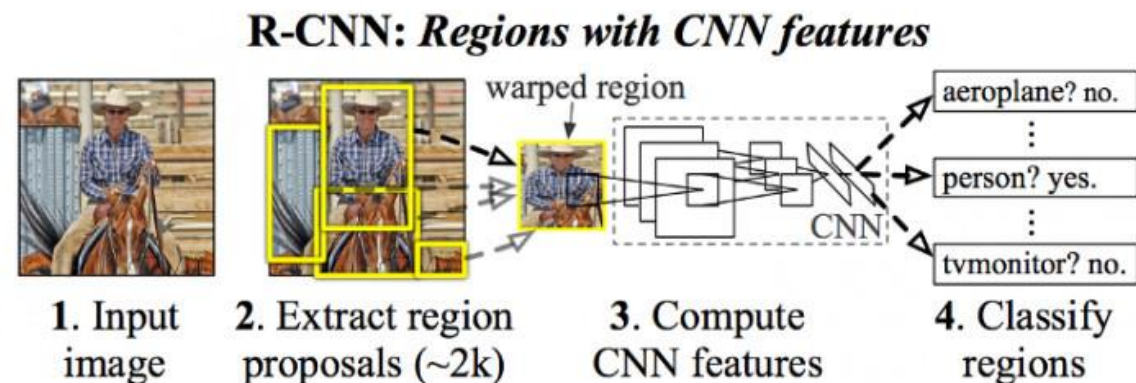 R-CNN: Regions with CNN features
warped region
aeroplane? no.
person? yes.
tvmonitor? no.
CNN
1. Input
image
2. Extract region
proposals (~2k)
3. Compute
CNN features
4. Classify
regions